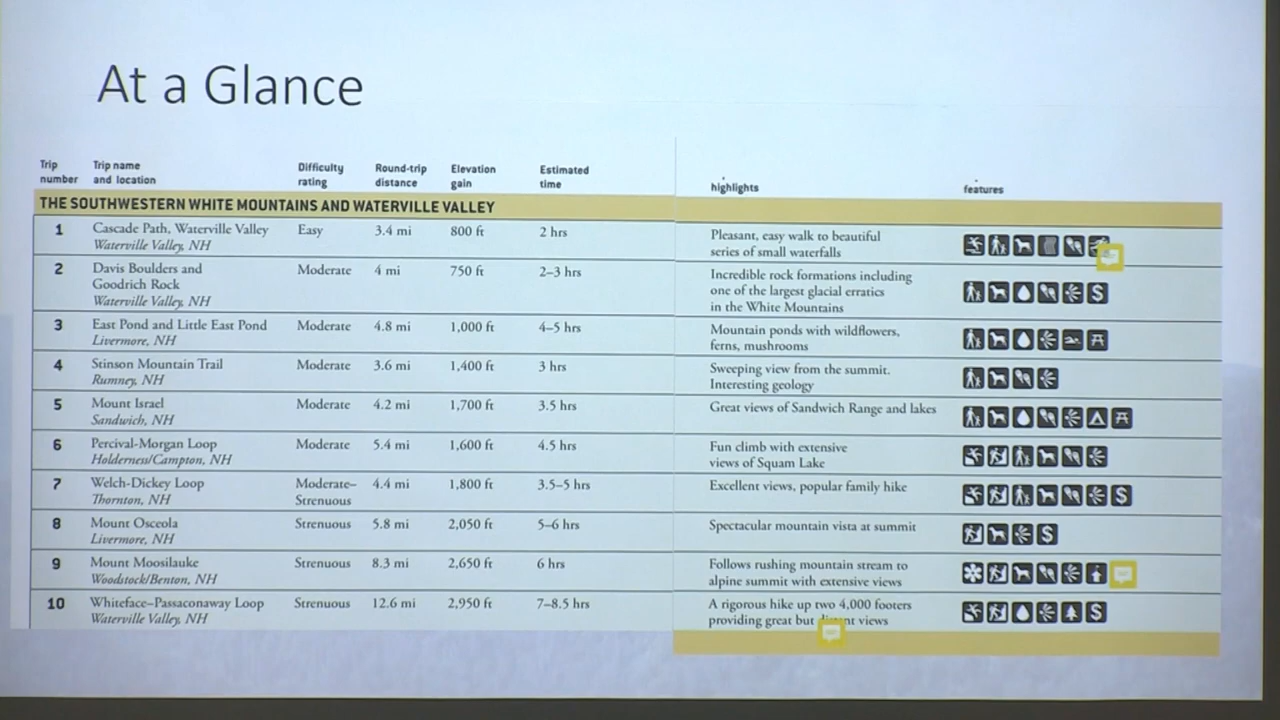 At a Glance
Trip number Trip name and location Difficulty rating Round-trip distance Elevation gain Estimated time highlights features
THE SOUTHWESTERN WHITE MOUNTAINS AND WATERVILLE VALLEY
1 Cascade Path, Waterville Valley Easy 3.4 mi 800 ft 2 hrs Pleasant, easy walk to beautiful
Waterville Valley, NH series of small waterfalls
2 Davis Boulders and Moderate 4 mi 750 ft 2–3 hrs Incredible rock formations including
Goodrich Rock one of the largest glacial erratics
Waterville Valley, NH in the White Mountains $
3 East Pond and Little East Pond Moderate 4.8 mi 1,000 ft 4–5 hrs Mountain ponds with wildflowers,
Livermore, NH ferns, mushrooms
4 Stinson Mountain Trail Moderate 3.6 mi 1,400 ft 3 hrs Sweeping view from the summit.
Rumney, NH Interesting geology
5 Mount Israel Moderate 4.2 mi 1,700 ft 3.5 hrs Great views of Sandwich Range and lakes
Sandwich, NH
6 Percival-Morgan Loop Moderate 5.4 mi 1,600 ft 4.5 hrs Fun climb with extensive
Holderness/Campton, NH views of Squam Lake
7 Welch-Dickey Loop Moderate– 4.4 mi 1,800 ft 3.5–5 hrs Excellent views, popular family hike $
Thornton, NH Strenuous
8 Mount Osceola Strenuous 5.8 mi 2,050 ft 5–6 hrs Spectacular mountain vista at summit $
Livermore, NH
9 Mount Moosilauke Strenuous 8.3 mi 2,650 ft 6 hrs Follows rushing mountain stream to
Woodstock/Benton, NH alpine summit with extensive views
10 Whiteface–Passaconaway Loop Strenuous 12.6 mi 2,950 ft 7–8.5 hrs A rigorous hike up two 4,000 footers $
Waterville Valley, NH providing great but views